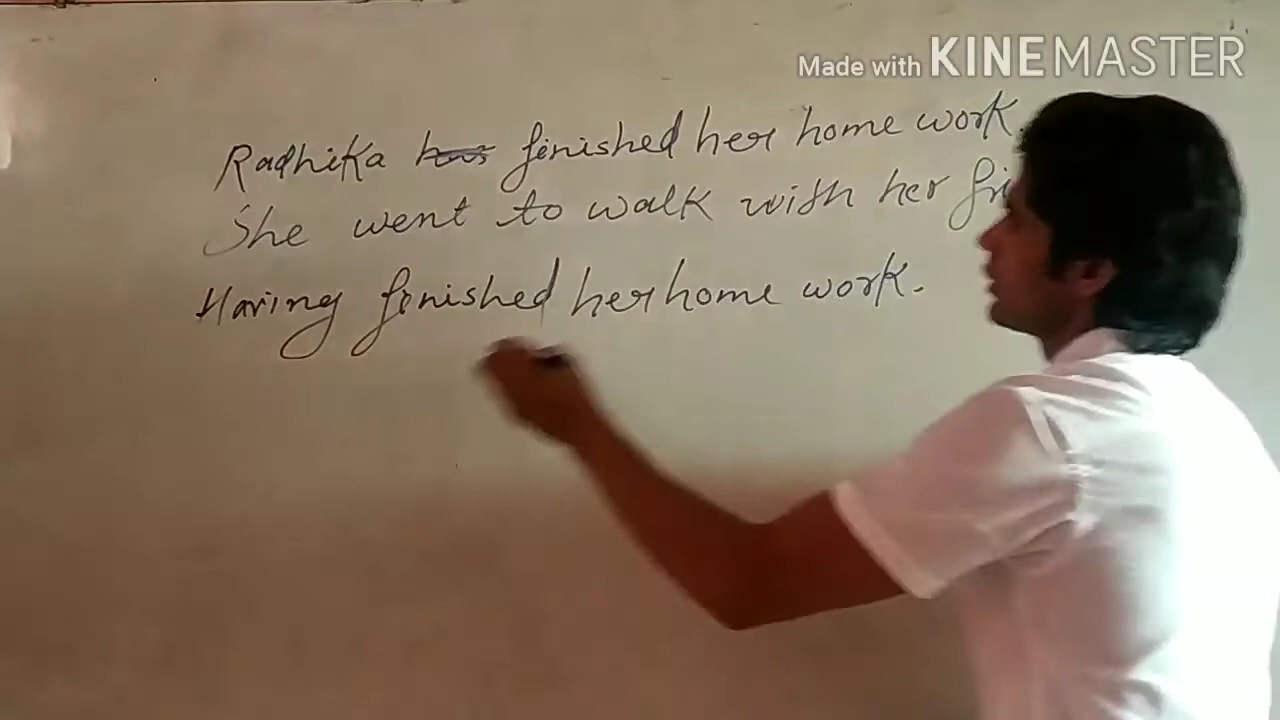 Made with KINEMASTER
Radhika finished her home work.
She went to walk with her
Having finished her home work.